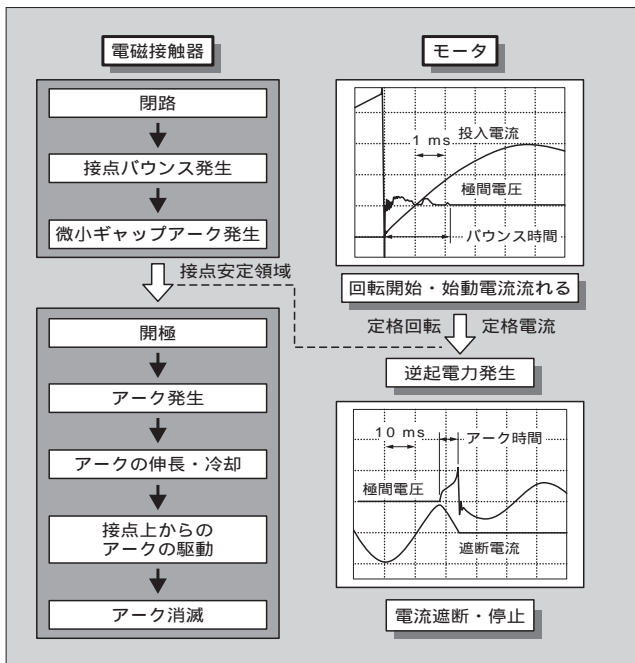 電磁接触器
閉路
接点バウンス発生
微小ギャップアーク発生
接点安定領域
開極
アーク発生
アークの伸長・冷却
接点上からの
アークの駆動
アーク消滅
モータ
投入電流
1 ms
極間電圧
バウンス時間
回転開始・始動電流流れる
定格回転 定格電流
逆起電力発生
10 ms アーク時間
極間電圧
遮断電流
電流遮断・停止